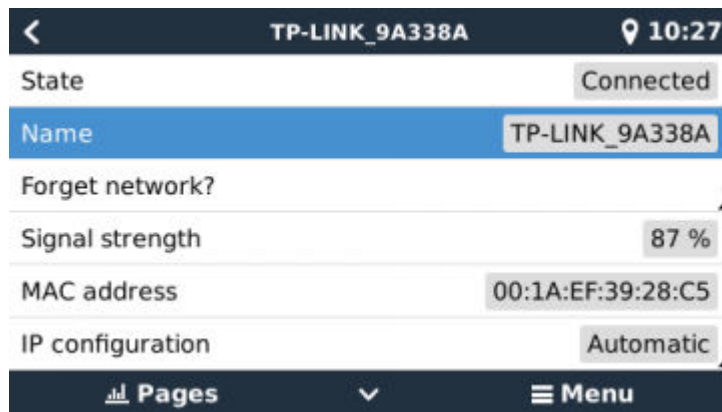 TP-LINK_9A338A 10:27
State Connected
Name TP-LINK_9A338A
Forget network?
Signal strength 87 %
MAC address 00:1A:EF:39:28:C5
IP configuration Automatic
Pages Menu